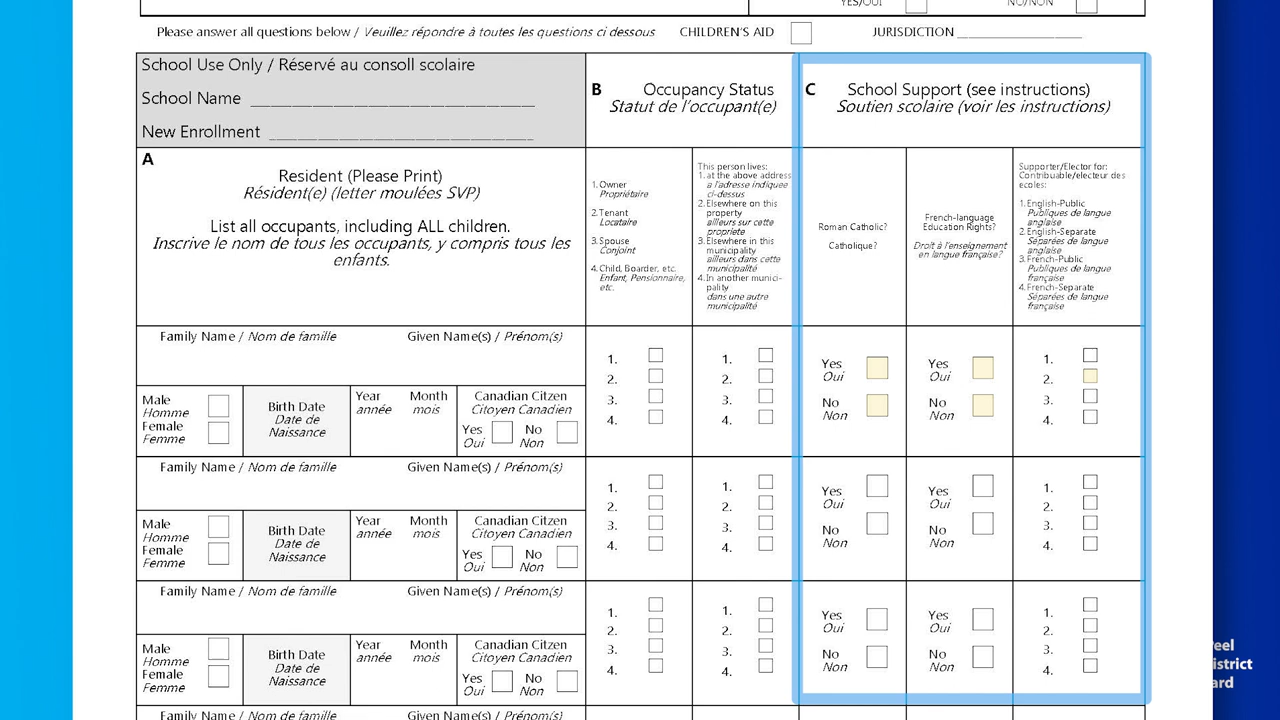 YES/OUI NO/NON
Please answer all questions below / Veuillez répondre à toutes les questions ci dessous CHILDREN'S AID JURISDICTION
School Use Only / Réservé au consoll scolaire
School Name
New Enrollment
B Occupancy Status
Statut de l'occupant(e)
C School Support (see instructions)
Soutien scolaire (voir les instructions)
A
Resident (Please Print)
Résident(e) (letter moulées SVP)
List all occupants, including ALL children.
Inscrive le nom de tous les occupants, y compris tous les
enfants.
1. Owner
Propriétaire
2. Tenant
Locataire
3. Spouse
Conjoint
4. Child, Boarder, etc.
Enfant, Pensionnaire,
etc.
This person lives:
1. at the above address
a l'adresse indiquee
ci-dessus
2. Elsewhere on this
property
ailleurs sur cette
propriete
3. Elsewhere in this
municipality
ailleurs dans cette
municipalité
4. In another munici-
pality
dans une autre
municipalité
Roman Catholic?
Catholique?
French-language
Education Rights?
Droit à l'enseignement
en langue française?
Supporter/Elector for:
Contribuable/electeur des
ecoles:
1. English-Public
Publiques de langue
anglaise
2. English-Separate
Séparées de langue
anglaise
3. French-Public
Publiques de langue
française
4. French-Separate
Séparées de langue
française
Family Name / Nom de famille Given Name(s) / Prénom(s)
Male
Homme
Female
Femme
Birth Date
Date de
Naissance
Year
année
Month
mois
Canadian Citzen
Citoyen Canadien
Yes
Oui
No
Non
1.
2.
3.
4.
1.
2.
3.
4.
Yes
Oui
No
Non
Yes
Oui
No
Non
1.
2.
3.
4.
Family Name / Nom de famille Given Name(s) / Prénom(s)
Male
Homme
Female
Femme
Birth Date
Date de
Naissance
Year
année
Month
mois
Canadian Citzen
Citoyen Canadien
Yes
Oui
No
Non
1.
2.
3.
4.
1.
2.
3.
4.
Yes
Oui
No
Non
Yes
Oui
No
Non
1.
2.
3.
4.
Family Name / Nom de famille Given Name(s) / Prénom(s)
Male
Homme
Female
Femme
Birth Date
Date de
Naissance
Year
année
Month
mois
Canadian Citzen
Citoyen Canadien
Yes
Oui
No
Non
1.
2.
3.
4.
1.
2.
3.
4.
Yes
Oui
No
Non
Yes
Oui
No
Non
1.
2.
3.
4.
Family Name / Nom de famille Given Name(s) / Prénom(s)